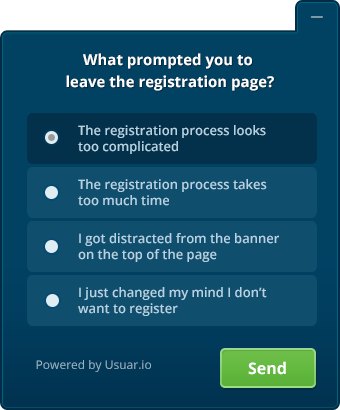 What prompted you to
leave the registration page?
The registration process looks
too complicated
The registration process takes
too much time
I got distracted from the banner
on the top of the page
I just changed my mind I don't
want to register
Powered by Usuar.io
Send